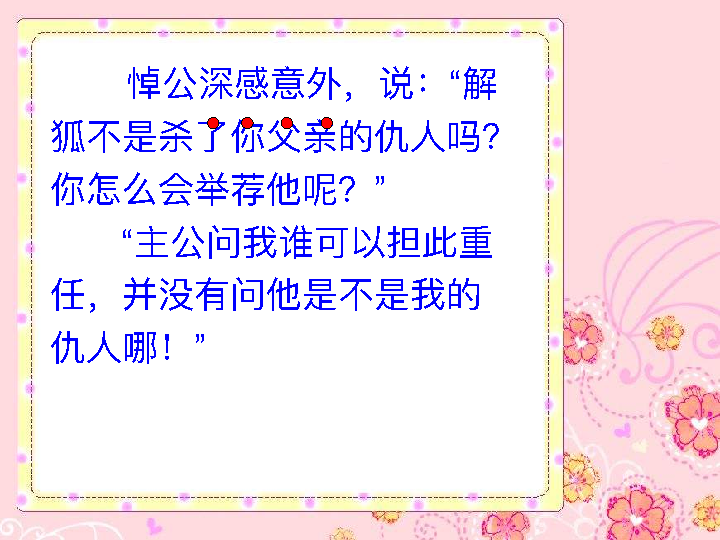 悼公深感意外，说：“解
狐不是杀了你父亲的仇人吗？
你怎么会举荐他呢？”
“主公问我谁可以担此重
任，并没有问他是不是我的
仇人哪！”